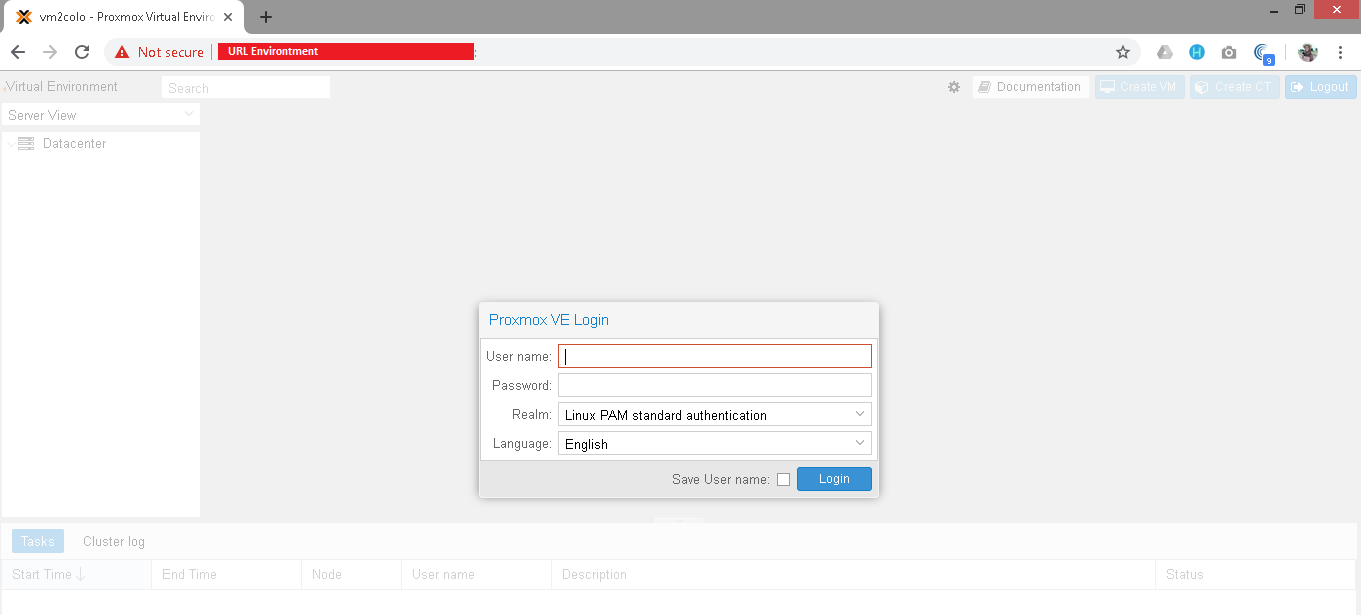 vm2colo - Proxmox Virtual Enviro
Not secure
URL Environtment
:
H
9
Virtual Environment
Search
Documentation
Create VM
Create CT
Logout
Server View
Datacenter
Proxmox VE Login
User name:
Password:
Realm: Linux PAM standard authentication
Language: English
Save User name:
Login
Tasks
Cluster log
Start Time
End Time
Node
User name
Description
Status